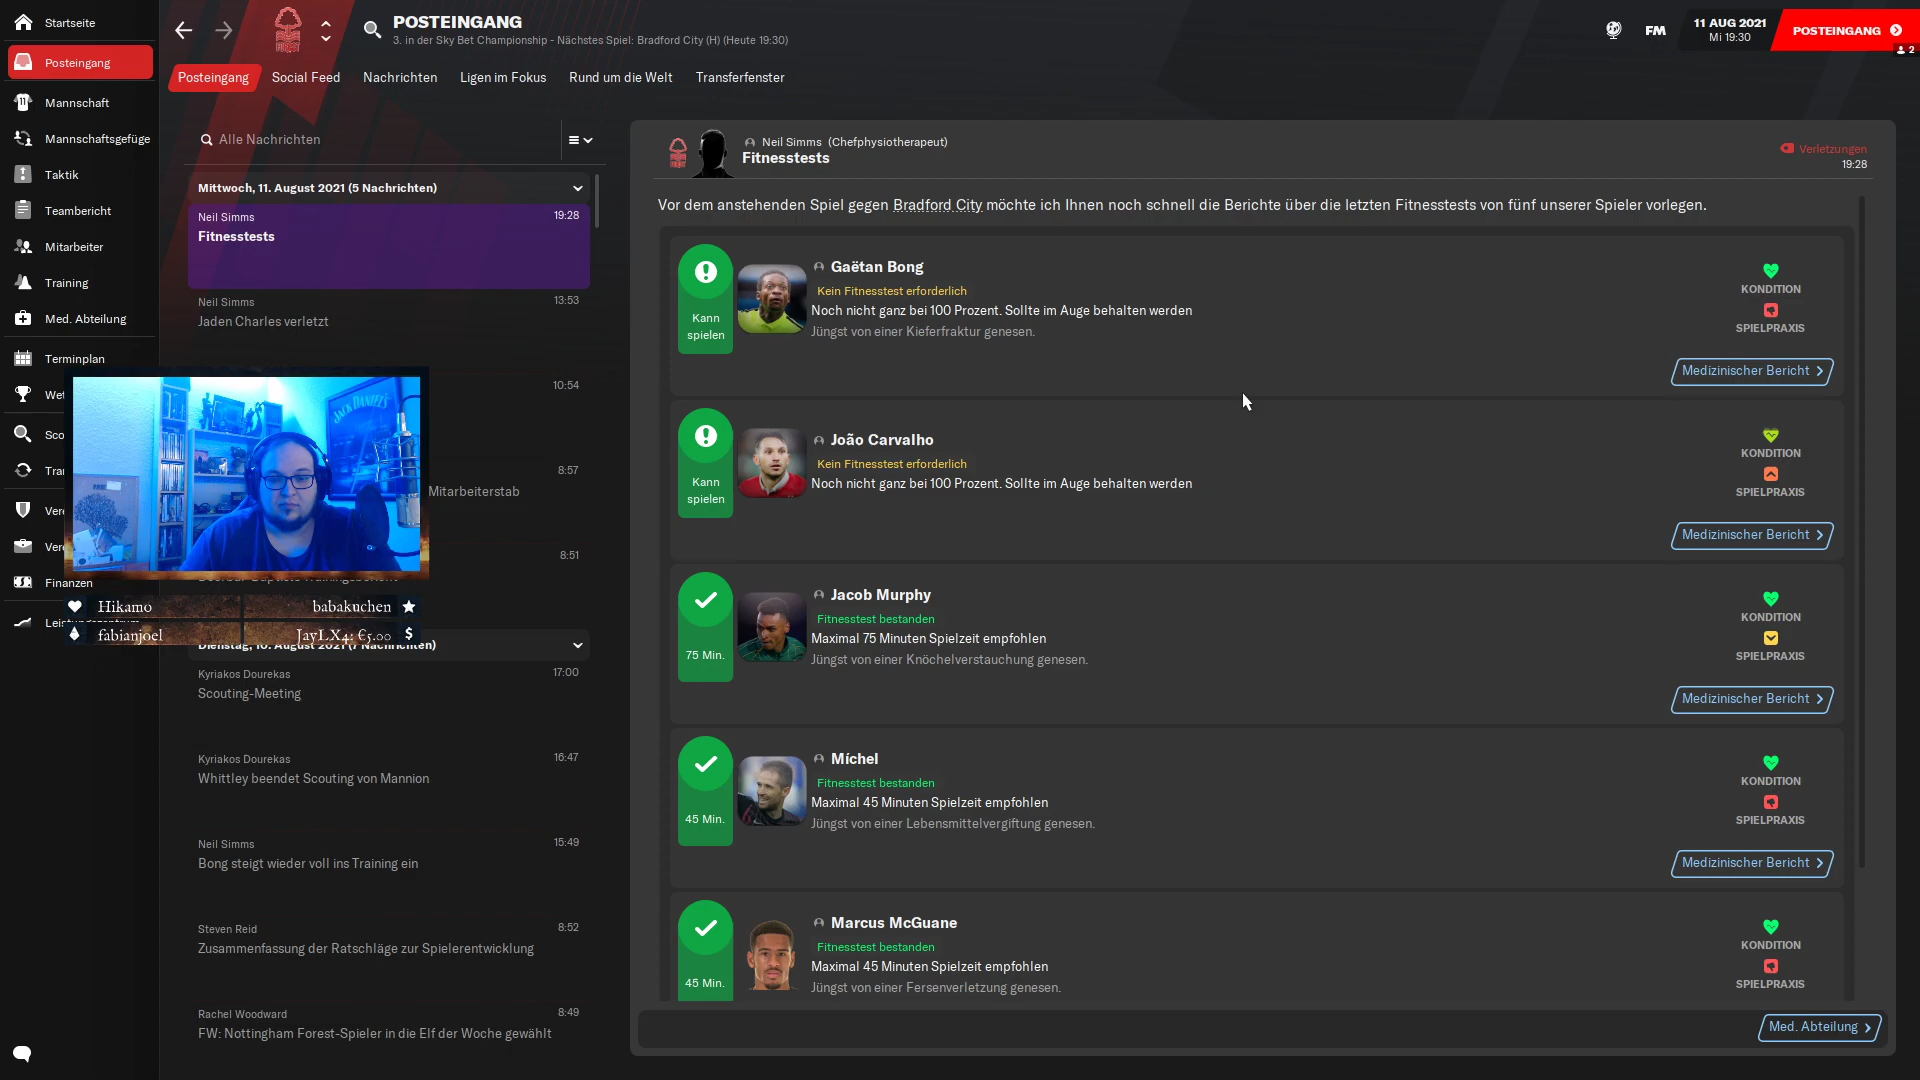 Startseite
Posteingang
Mannschaft
Mannschaftsgefüge
Taktik
Teambericht
Mitarbeiter
Training
Med. Abteilung
Terminplan
Finanzen
POSTEINGANG
3. in der Sky Bet Championship - Nächstes Spiel: Bradford City (H) (Heute 19:30)
FM
11 AUG 2021
Mi 19:30
POSTEINGANG
2
Posteingang
Social Feed
Nachrichten
Ligen im Fokus
Rund um die Welt
Transferfenster
Alle Nachrichten
Mittwoch, 11. August 2021 (5 Nachrichten)
Neil Simms 19:28
Fitnesstests
Neil Simms 13:53
Jaden Charles verletzt
10:54
8:57
Mitarbeiterstab
8:51
JACK DANIEL'S
Hikamo
babakuchen
fabianjoel
JayLX4: €5.00 $
Dienstag, 10. August 2021 (7 Nachrichten)
Kyriakos Dourekas 17:00
Scouting-Meeting
Kyriakos Dourekas 16:47
Whittley beendet Scouting von Mannion
Neil Simms 15:49
Bong steigt wieder voll ins Training ein
Steven Reid 8:52
Zusammenfassung der Ratschläge zur Spielerentwicklung
Rachel Woodward 8:49
FW: Nottingham Forest-Spieler in die Elf der Woche gewählt
Neil Simms (Chefphysiotherapeut)
Fitnesstests
Verletzungen
19:28
Vor dem anstehenden Spiel gegen Bradford City möchte ich Ihnen noch schnell die Berichte über die letzten Fitnesstests von fünf unserer Spieler vorlegen.
Kann
spielen
Gaëtan Bong
Kein Fitnesstest erforderlich
Noch nicht ganz bei 100 Prozent. Sollte im Auge behalten werden
Jüngst von einer Kieferfraktur genesen.
KONDITION
SPIELPRAXIS
Medizinischer Bericht
Kann
spielen
João Carvalho
Kein Fitnesstest erforderlich
Noch nicht ganz bei 100 Prozent. Sollte im Auge behalten werden
KONDITION
SPIELPRAXIS
Medizinischer Bericht
75 Min.
Jacob Murphy
Fitnesstest bestanden
Maximal 75 Minuten Spielzeit empfohlen
Jüngst von einer Knöchelverstauchung genesen.
KONDITION
SPIELPRAXIS
Medizinischer Bericht
45 Min.
Míchel
Fitnesstest bestanden
Maximal 45 Minuten Spielzeit empfohlen
Jüngst von einer Lebensmittelvergiftung genesen.
KONDITION
SPIELPRAXIS
Medizinischer Bericht
45 Min.
Marcus McGuane
Fitnesstest bestanden
Maximal 45 Minuten Spielzeit empfohlen
Jüngst von einer Fersenverletzung genesen.
KONDITION
SPIELPRAXIS
Med. Abteilung